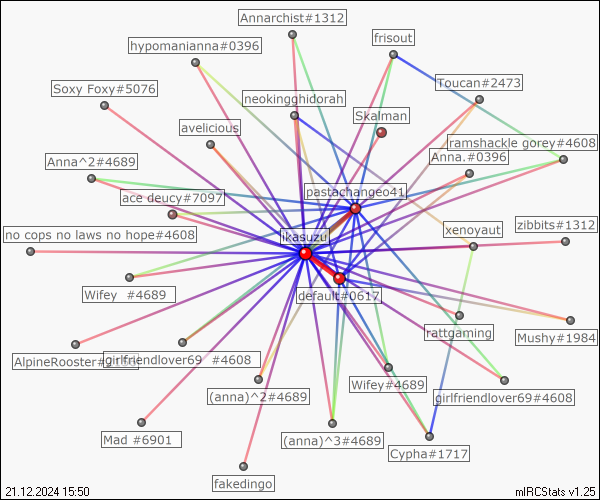 Annarchist#1312
frisout
hypomanianna#0396
Toucan#2473
Soxy Foxy#5076
neokingghidorah
Skalman
avelicious
ramshackle gorey#4608
Anna^2#4689
Anna.#0396
ace deucy#7097
pastachangeo41
no cops no laws no hope#4608
ikasuzu
xenoyaut
zibbits#1312
Wifey #4689
default#0617
rattgaming
Mushy#1984
AlpineRooster#
girlfriendlover69 #4608
(anna)^2#4689
Wifey#4689
girlfriendlover69#4608
Mad #6901
(anna)^3#4689
Cypha#1717
fakedingo
21.12.2024 15:50
mIRCStats v1.25